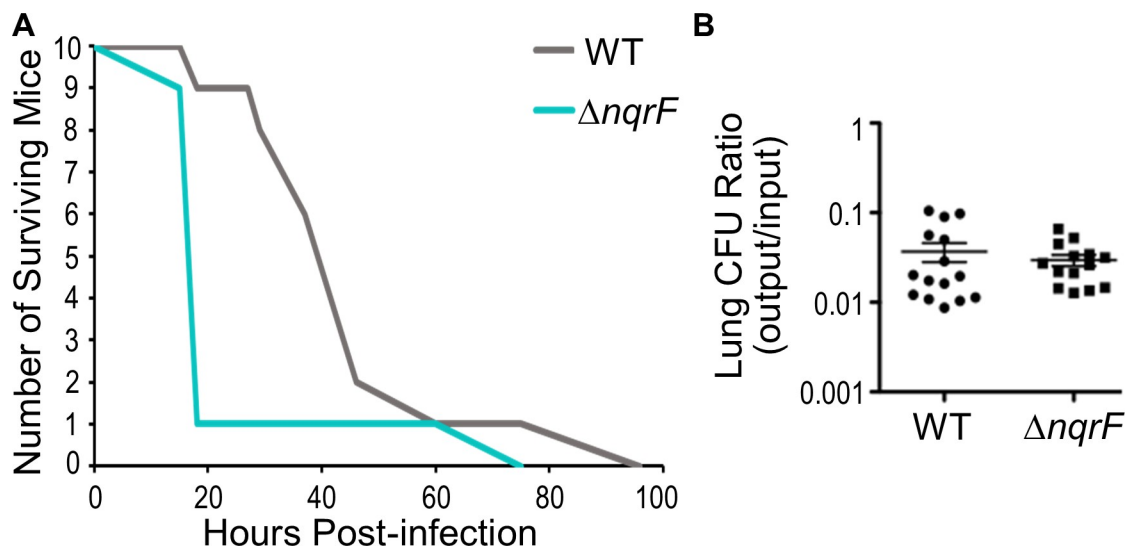 A
Number of Surviving Mice
10
9
8
7
6
5
4
3
2
1
0
0 20 40 60 80 100
Hours Post-infection
WT
ΔnqrF
B
Lung CFU Ratio
(output/input)
1
0.1
0.01
0.001
WT ΔnqrF